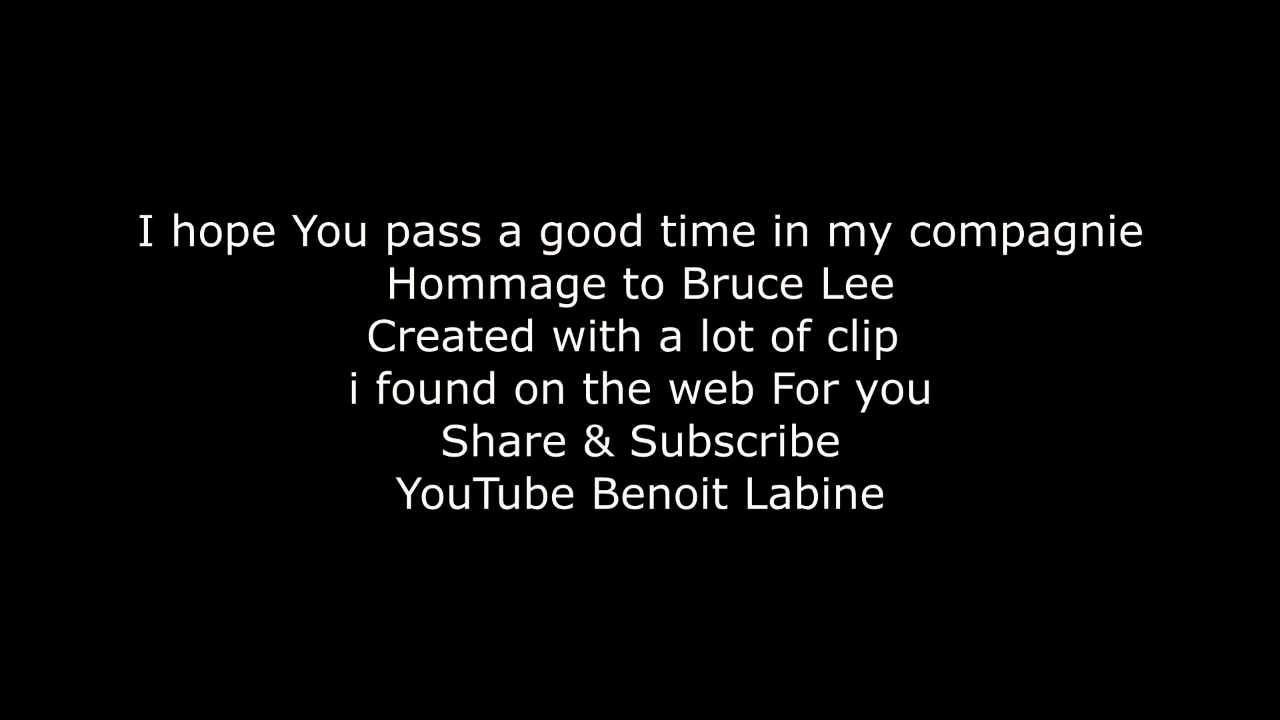 I hope You pass a good time in my compagnie
Hommage to Bruce Lee
Created with a lot of clip
i found on the web For you
Share & Subscribe
YouTube Benoit Labine